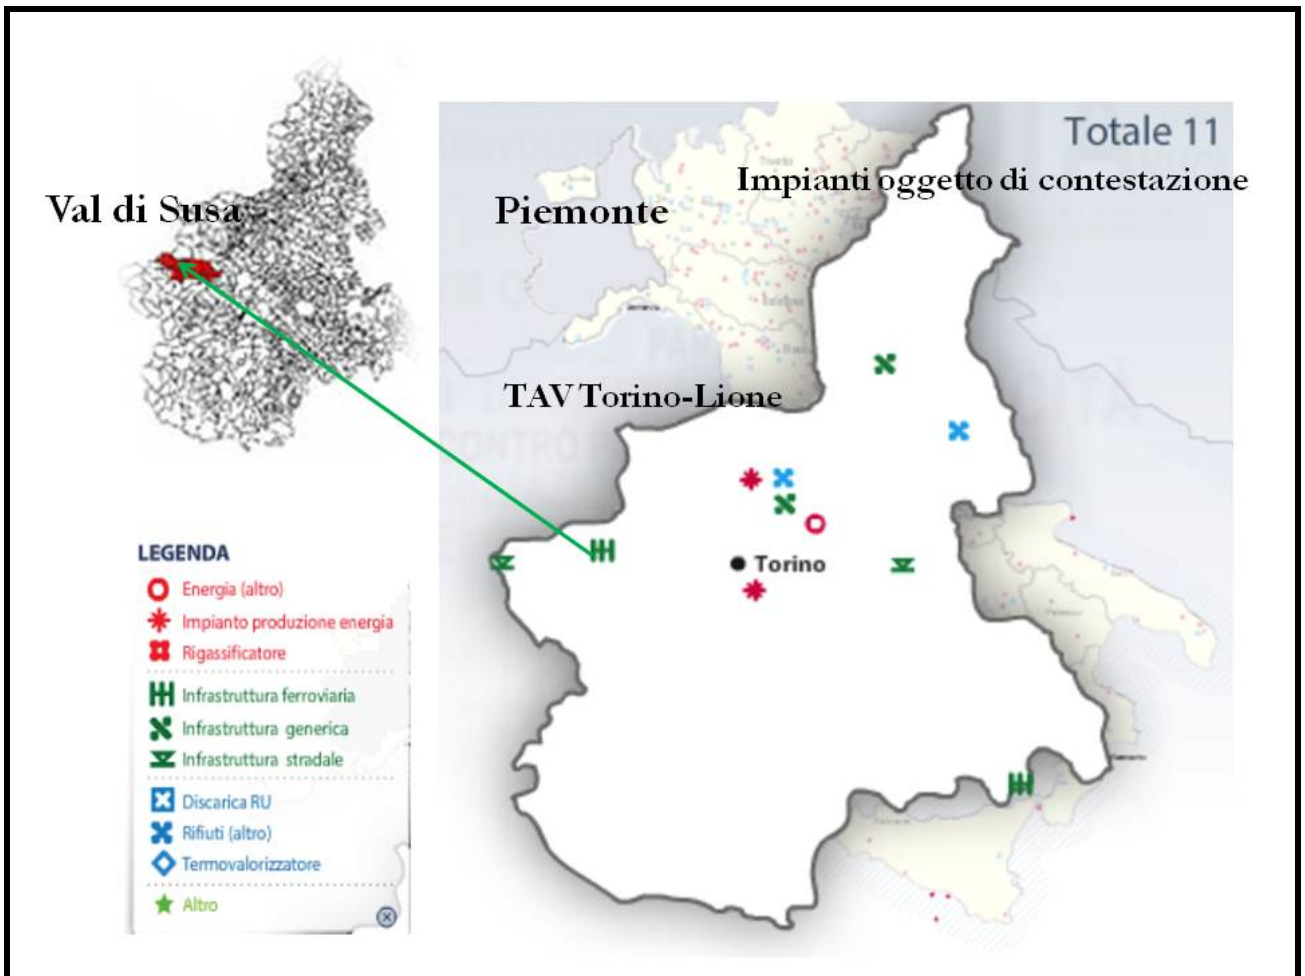 Totale 11
Impianti oggetto di contestazione
Val di Susa
Piemonte
TAV Torino-Lione
Torino
LEGENDA
Energia (altro)
Impianto produzione energia
Rigassificatore
Infrastruttura ferroviaria
Infrastruttura generica
Infrastruttura stradale
Discarica RU
Rifiuti (altro)
Termovalorizzatore
Altro